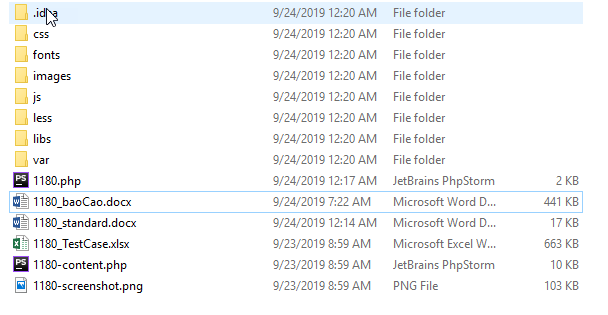 .idea 9/24/2019 12:20 AM File folder
css 9/24/2019 12:20 AM File folder
fonts 9/24/2019 12:20 AM File folder
images 9/24/2019 12:20 AM File folder
js 9/24/2019 12:20 AM File folder
less 9/24/2019 12:20 AM File folder
libs 9/24/2019 12:20 AM File folder
var 9/24/2019 12:20 AM File folder
1180.php 9/24/2019 12:17 AM JetBrains PhpStorm 2 KB
1180_baoCao.docx 9/24/2019 7:22 AM Microsoft Word D... 441 KB
1180_standard.docx 9/24/2019 12:14 AM Microsoft Word D... 17 KB
1180_TestCase.xlsx 9/23/2019 8:59 AM Microsoft Excel W... 663 KB
1180-content.php 9/23/2019 8:59 AM JetBrains PhpStorm 10 KB
1180-screenshot.png 9/23/2019 8:59 AM PNG File 103 KB